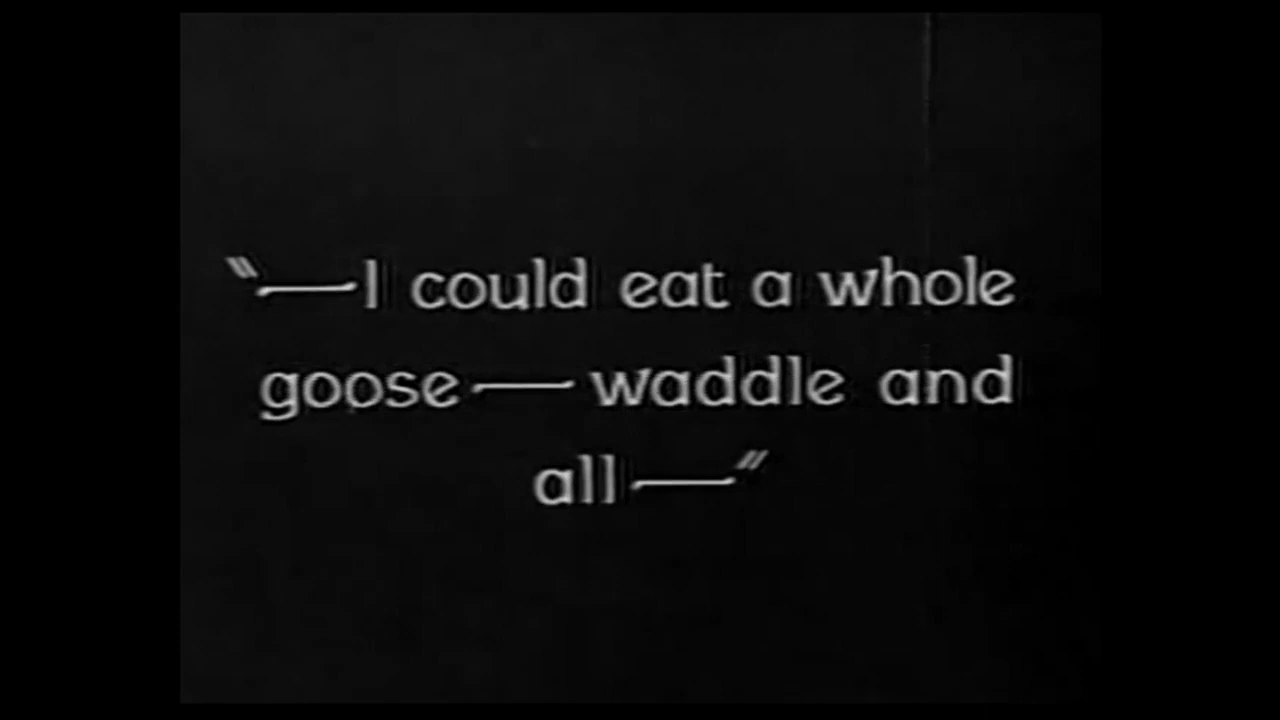 "—I could eat a whole
goose— waddle and
all—"